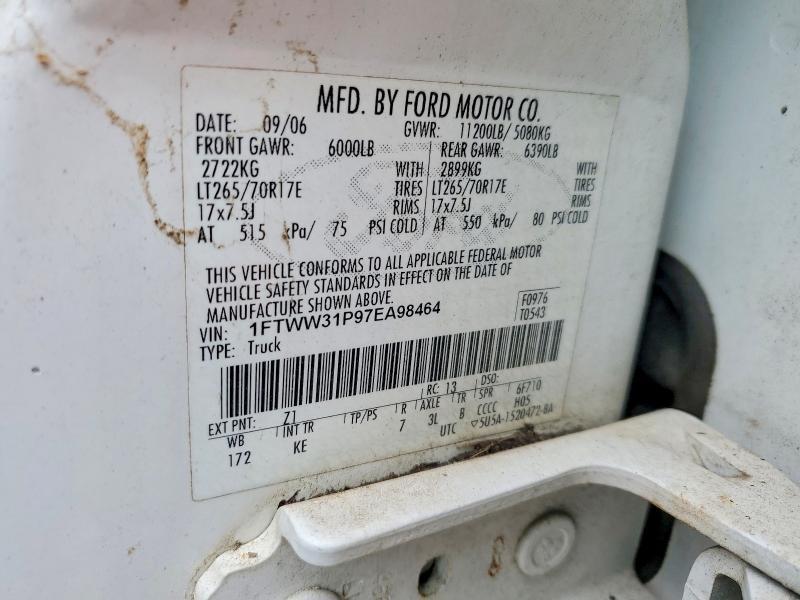 MFD. BY FORD MOTOR CO.
DATE: 09/06 GVWR: 11200LB/ 5080KG
FRONT GAWR: 6000LB REAR GAWR: 6390LB
2722KG WITH 2899KG WITH
LT265/70R17E TIRES LT265/70R17E TIRES
17x7.5J RIMS 17x7.5J RIMS
AT 515 kPa/ 75 PSI COLD AT 550 kPa/ 80 PSI COLD
THIS VEHICLE CONFORMS TO ALL APPLICABLE FEDERAL MOTOR
VEHICLE SAFETY STANDARDS IN EFFECT ON THE DATE OF
MANUFACTURE SHOWN ABOVE.
VIN: 1FTWW31P97EA98464
F0976
T0543
TYPE: Truck
EXT PNT: Z1 RC: 13 DSO:
WB INT TR TP/PS R AXLE TR SPR 6F710
172 KE 7 3L B CCCC H05
UTC ▽5U5A-1520472-BA